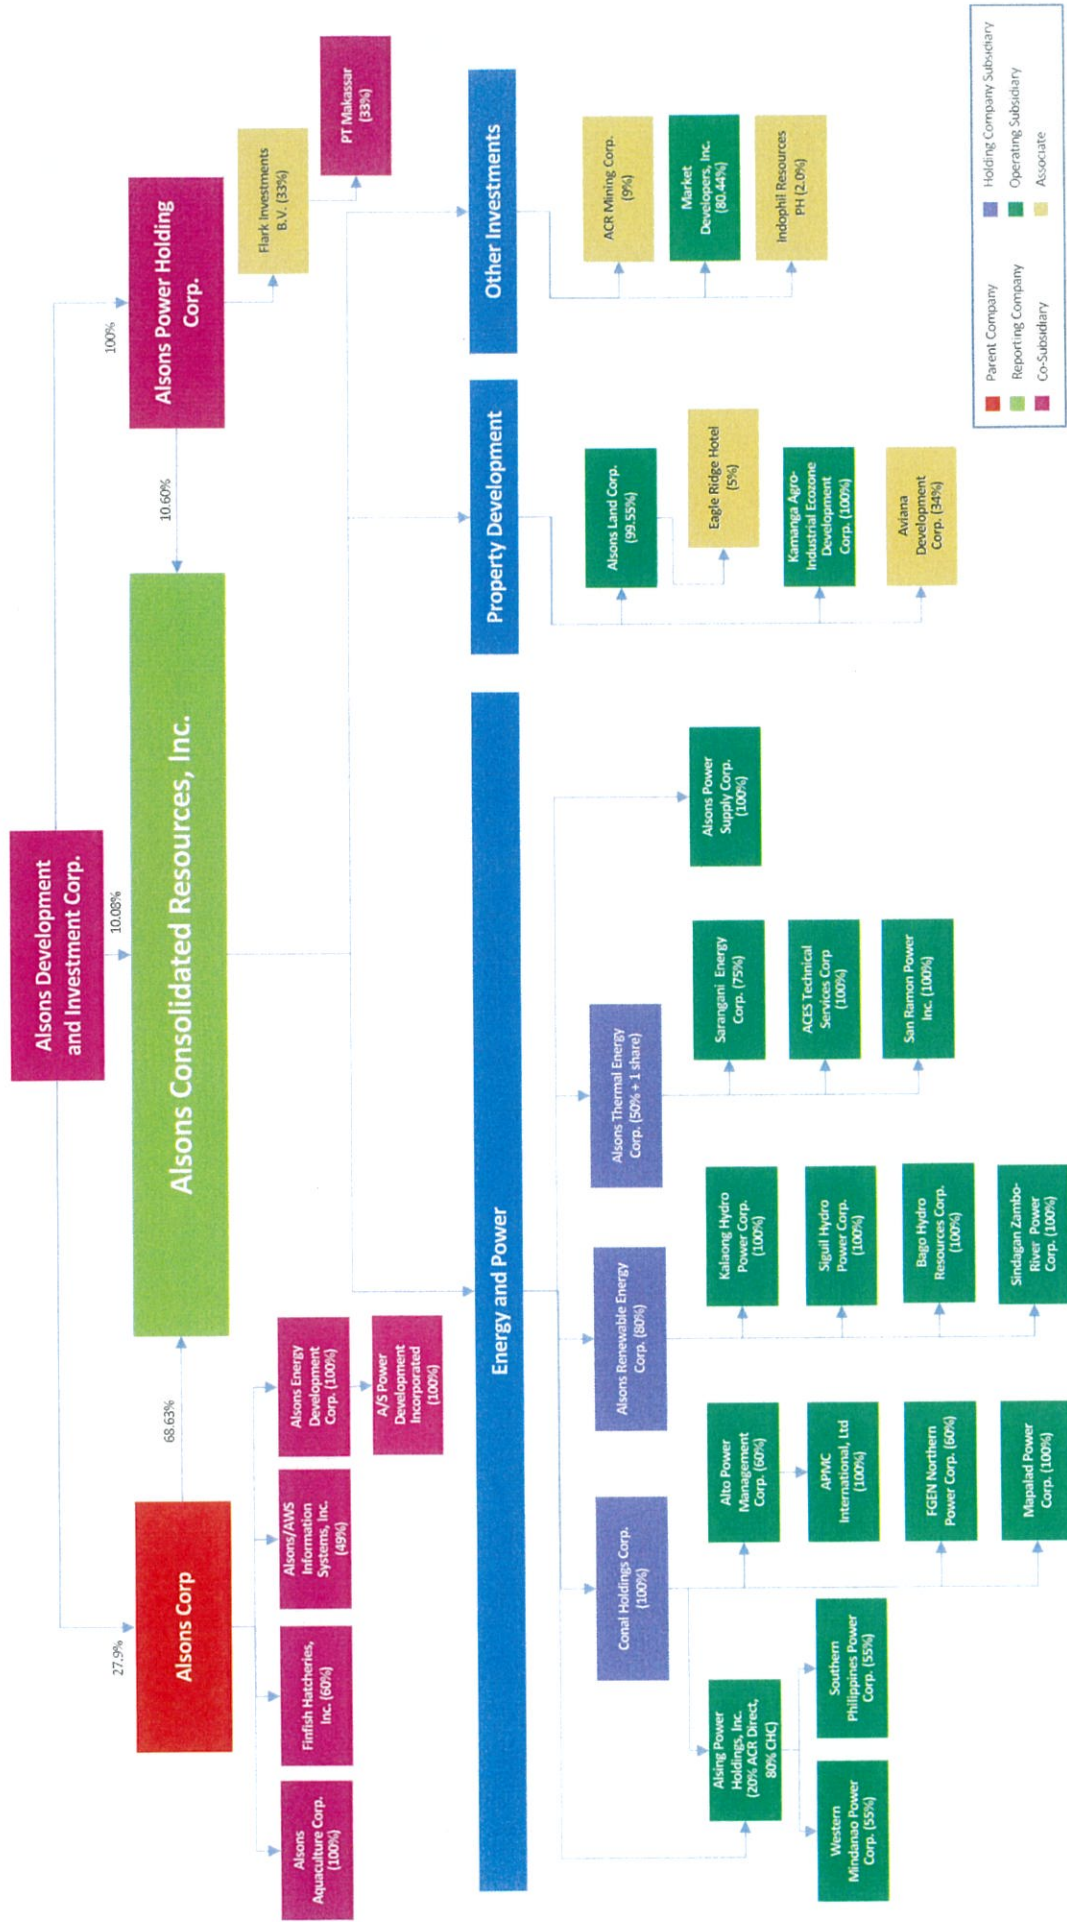 Alsons Development
and Investment Corp.
27.9%
10.08%
100%
Alsons Corp
68.63%
Alsons Consolidated Resources, Inc.
10.60%
Alsons Power Holding
Corp.
Alsons
Aquaculture Corp.
(100%)
Finfish Hatcheries,
Inc. (60%)
Alsons/AWS
Information
Systems, Inc.
(49%)
Alsons Energy
Development
Corp. (100%)
A/S Power
Development
Incorporated
(100%)
Flark Investments
B.V. (33%)
PT Makassar
(33%)
Energy and Power
Property Development
Other Investments
Conal Holdings Corp.
(100%)
Alsons Renewable Energy
Corp. (80%)
Alsons Thermal Energy
Corp. (50% + 1 share)
Alsing Power
Holdings, Inc.
(20% ACR Direct,
80% CHC)
Western
Mindanao Power
Corp. (55%)
Southern
Philippines Power
Corp. (55%)
Alto Power
Management
Corp. (60%)
APMC
International, Ltd
(100%)
FGEN Northern
Power Corp. (60%)
Mapalad Power
Corp. (100%)
Kalaong Hydro
Power Corp.
(100%)
Siguil Hydro
Power Corp.
(100%)
Bago Hydro
Resources Corp.
(100%)
Sindagan Zambo-
River Power
Corp. (100%)
Sarangani Energy
Corp. (75%)
ACES Technical
Services Corp
(100%)
San Ramon Power
Inc. (100%)
Alsons Power
Supply Corp.
(100%)
Alsons Land Corp.
(99.55%)
Eagle Ridge Hotel
(5%)
Kamanga Agro-
Industrial Ecozone
Development
Corp. (100%)
Aviana
Development
Corp. (34%)
ACR Mining Corp.
(9%)
Market
Developers, Inc.
(80.44%)
Indophil Resources
PH (2.0%)
Parent Company
Holding Company Subsidiary
Reporting Company
Operating Subsidiary
Co-Subsidiary
Associate